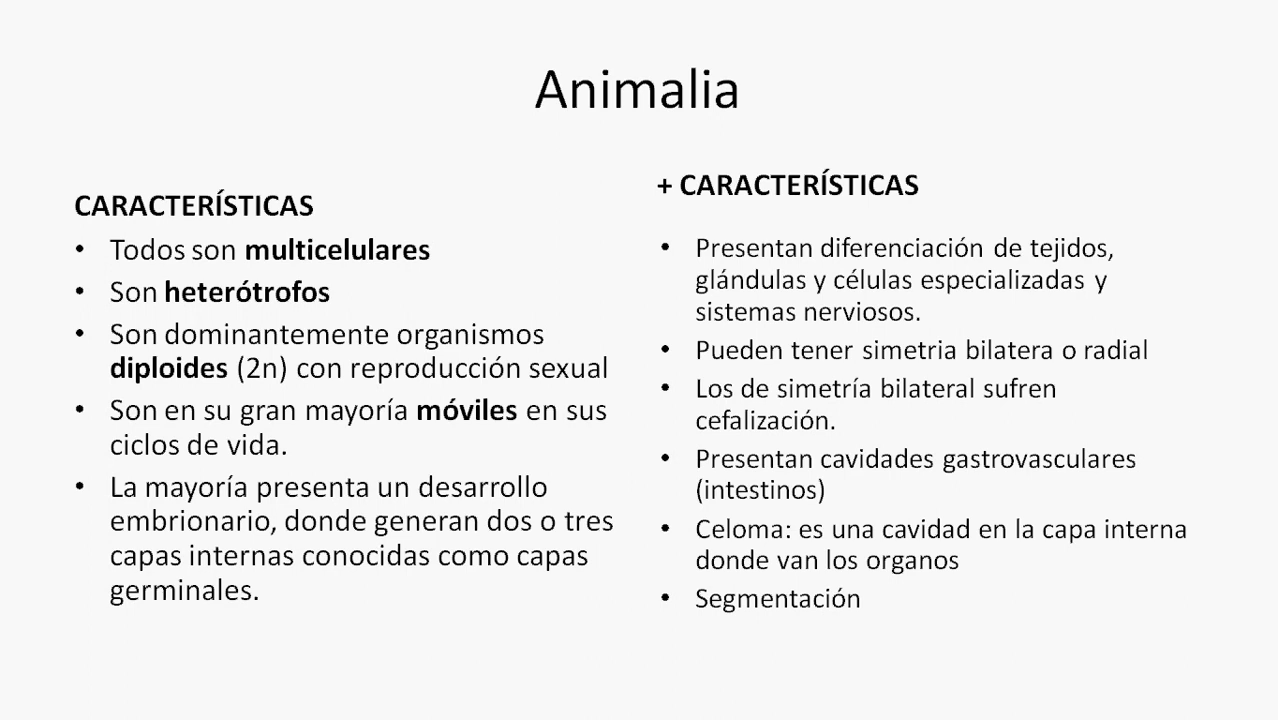 Animalia
CARACTERÍSTICAS
• Todos son multicelulares
• Son heterótrofos
• Son dominantemente organismos
diploides (2n) con reproducción sexual
• Son en su gran mayoría móviles en sus
ciclos de vida.
• La mayoría presenta un desarrollo
embrionario, donde generan dos o tres
capas internas conocidas como capas
germinales.
+ CARACTERÍSTICAS
• Presentan diferenciación de tejidos,
glándulas y células especializadas y
sistemas nerviosos.
• Pueden tener simetria bilatera o radial
• Los de simetría bilateral sufren
cefalización.
• Presentan cavidades gastrovasculares
(intestinos)
• Celoma: es una cavidad en la capa interna
donde van los organos
• Segmentación